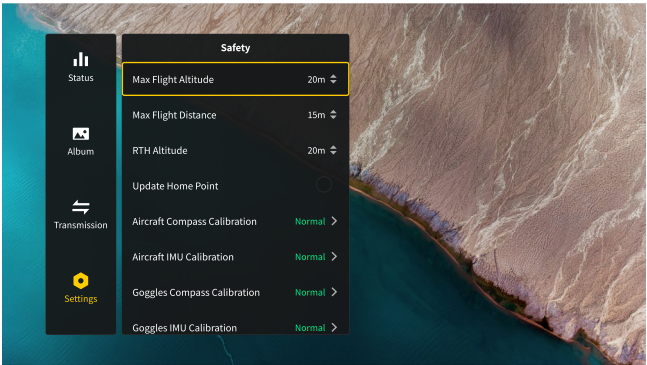 Safety
Status
Max Flight Altitude 20m
Max Flight Distance 15m
Album
RTH Altitude 20m
Update Home Point
Transmission
Aircraft Compass Calibration Normal
Aircraft IMU Calibration Normal
Settings
Goggles Compass Calibration Normal
Goggles IMU Calibration Normal